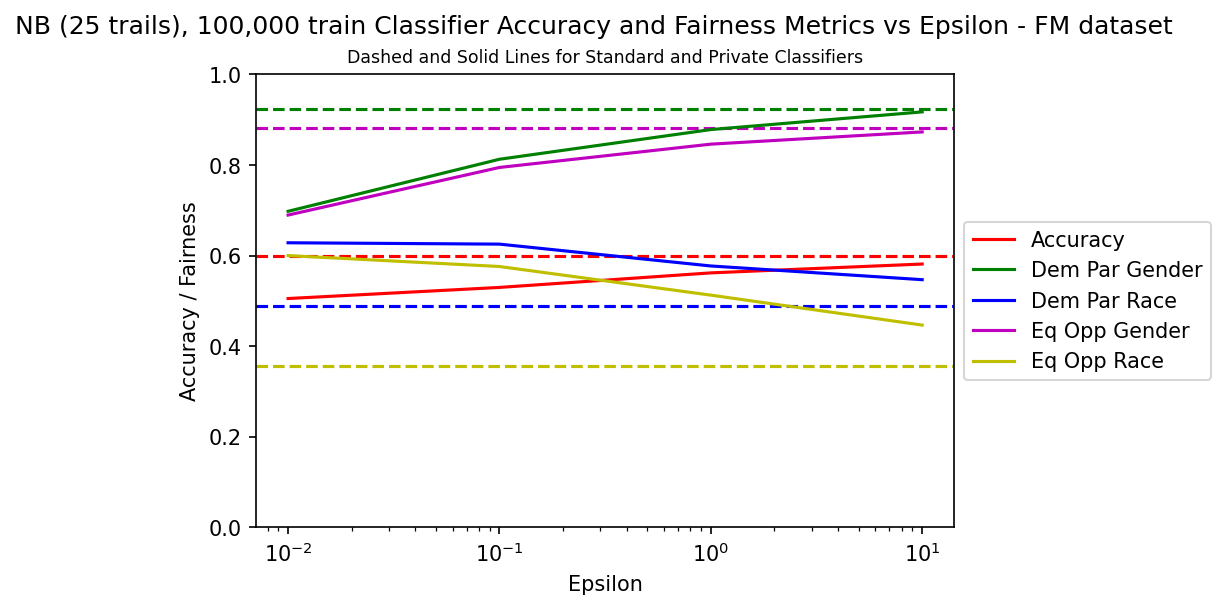 NB (25 trails), 100,000 train Classifier Accuracy and Fairness Metrics vs Epsilon - FM dataset
Dashed and Solid Lines for Standard and Private Classifiers
1.0
0.8
0.6
0.4
0.2
0.0
Accuracy / Fairness
10⁻²
10⁻¹
10⁰
10¹
Epsilon
Accuracy
Dem Par Gender
Dem Par Race
Eq Opp Gender
Eq Opp Race